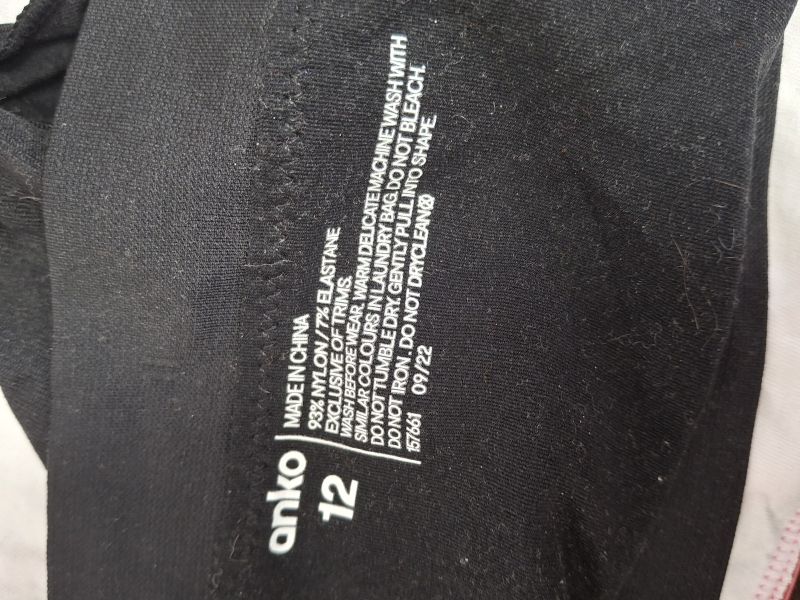 anko
12
MADE IN CHINA
93% NYLON / 7% ELASTANE
EXCLUSIVE OF TRIMS.
WASH BEFORE WEAR. WARM DELICATE MACHINE WASH WITH
SIMILAR COLOURS IN LAUNDRY BAG. DO NOT BLEACH.
DO NOT TUMBLE DRY. GENTLY PULL INTO SHAPE.
DO NOT IRON. DO NOT DRYCLEAN
157661 09/22